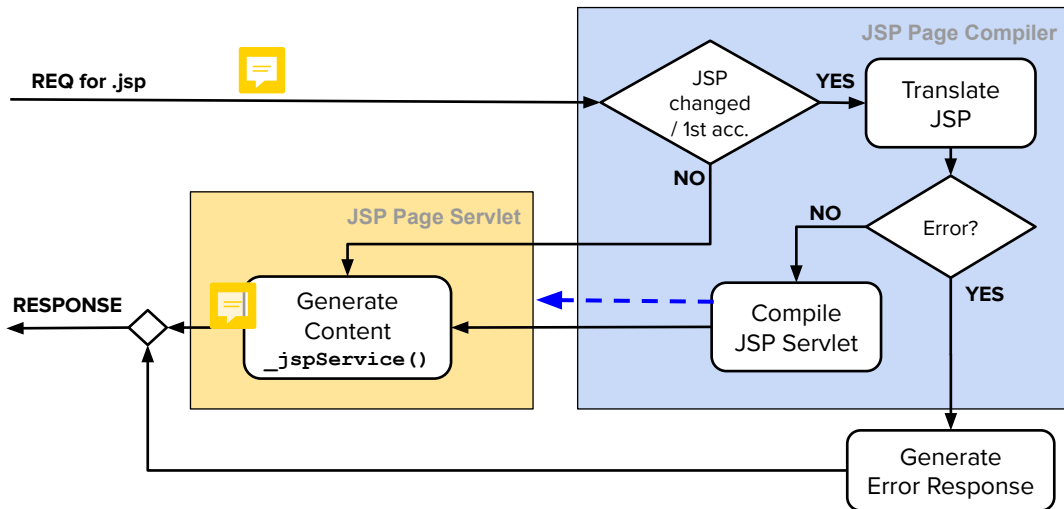 JSP Page Compiler
REQ for .jsp
JSP
changed
/ 1st acc.
YES
Translate
JSP
NO
JSP Page Servlet
NO
Error?
RESPONSE
Generate
Content
_jspService()
Compile
JSP Servlet
YES
Generate
Error Response